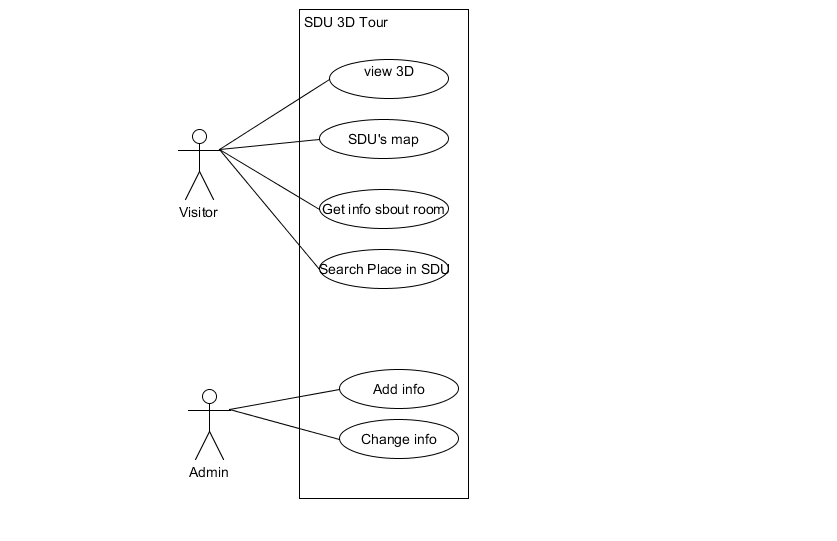 SDU 3D Tour
view 3D
SDU's map
Get info sbout room
Search Place in SDU
Visitor
Add info
Change info
Admin